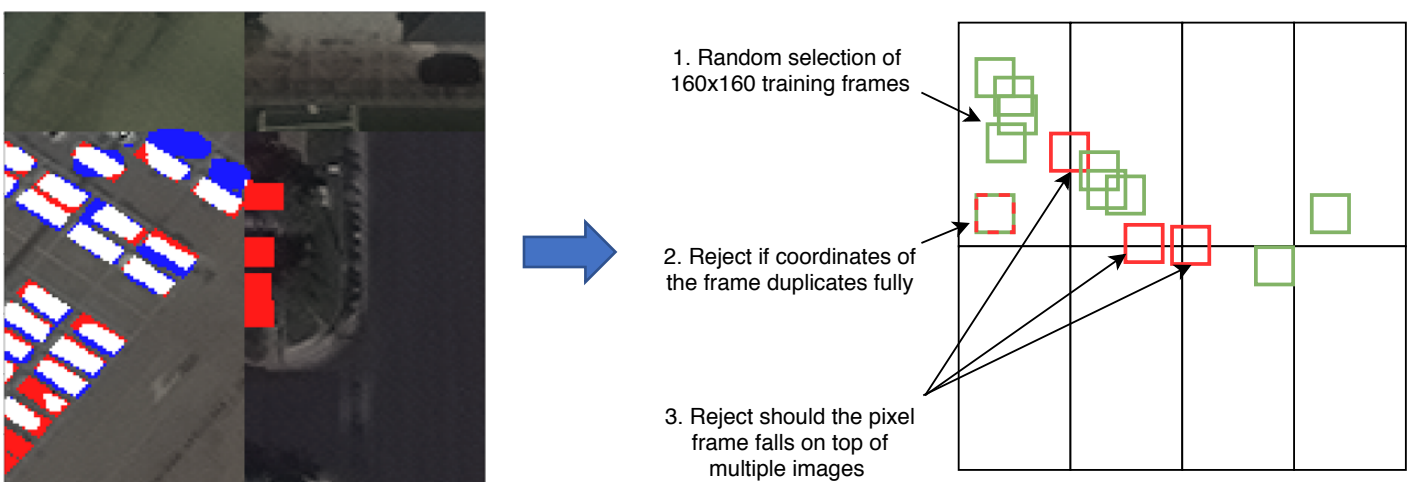 1. Random selection of
160x160 training frames
2. Reject if coordinates of
the frame duplicates fully
3. Reject should the pixel
frame falls on top of
multiple images